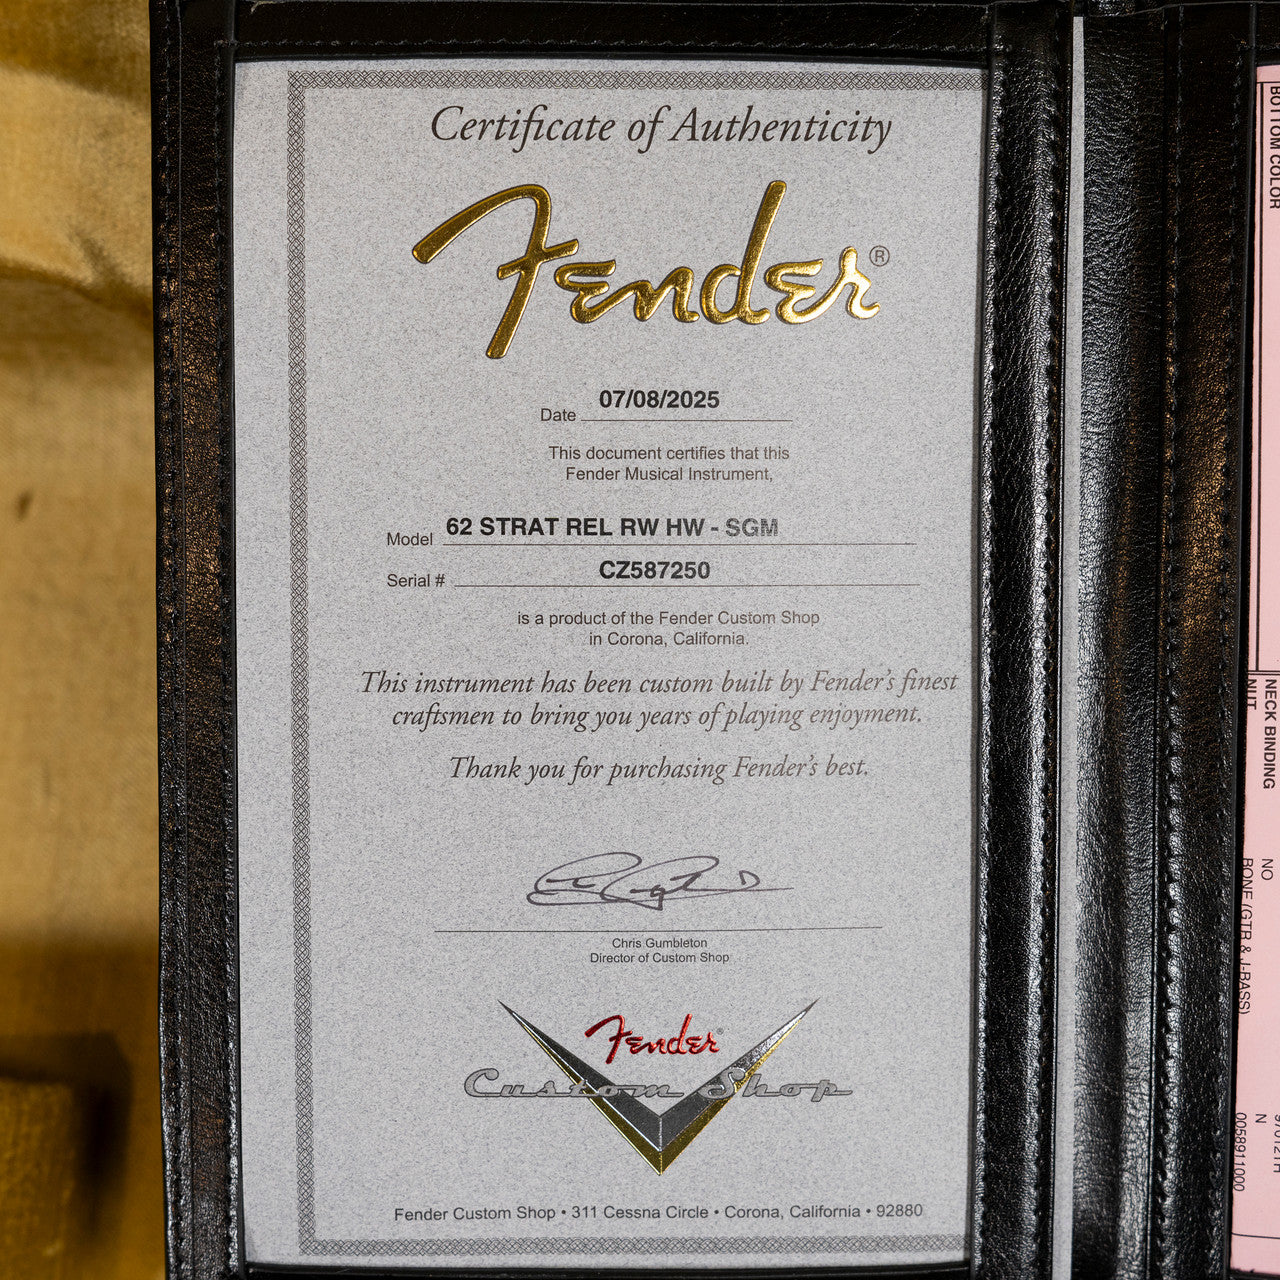 Certificate of Authenticity
Fender®
Date 07/08/2025
This document certifies that this
Fender Musical Instrument,
Model 62 STRAT REL RW HW - SGM
Serial # CZ587250
is a product of the Fender Custom Shop
in Corona, California.
This instrument has been custom built by Fender's finest
craftsmen to bring you years of playing enjoyment.
Thank you for purchasing Fender's best.
Chris Gumbleton
Director of Custom Shop
Fender®
Custom Shop
Fender Custom Shop • 311 Cessna Circle • Corona, California • 92880
BOTTOM COLOR
NECK BINDING
NO
NUT
BONE (GTR & J-BASS)
N
0058911000